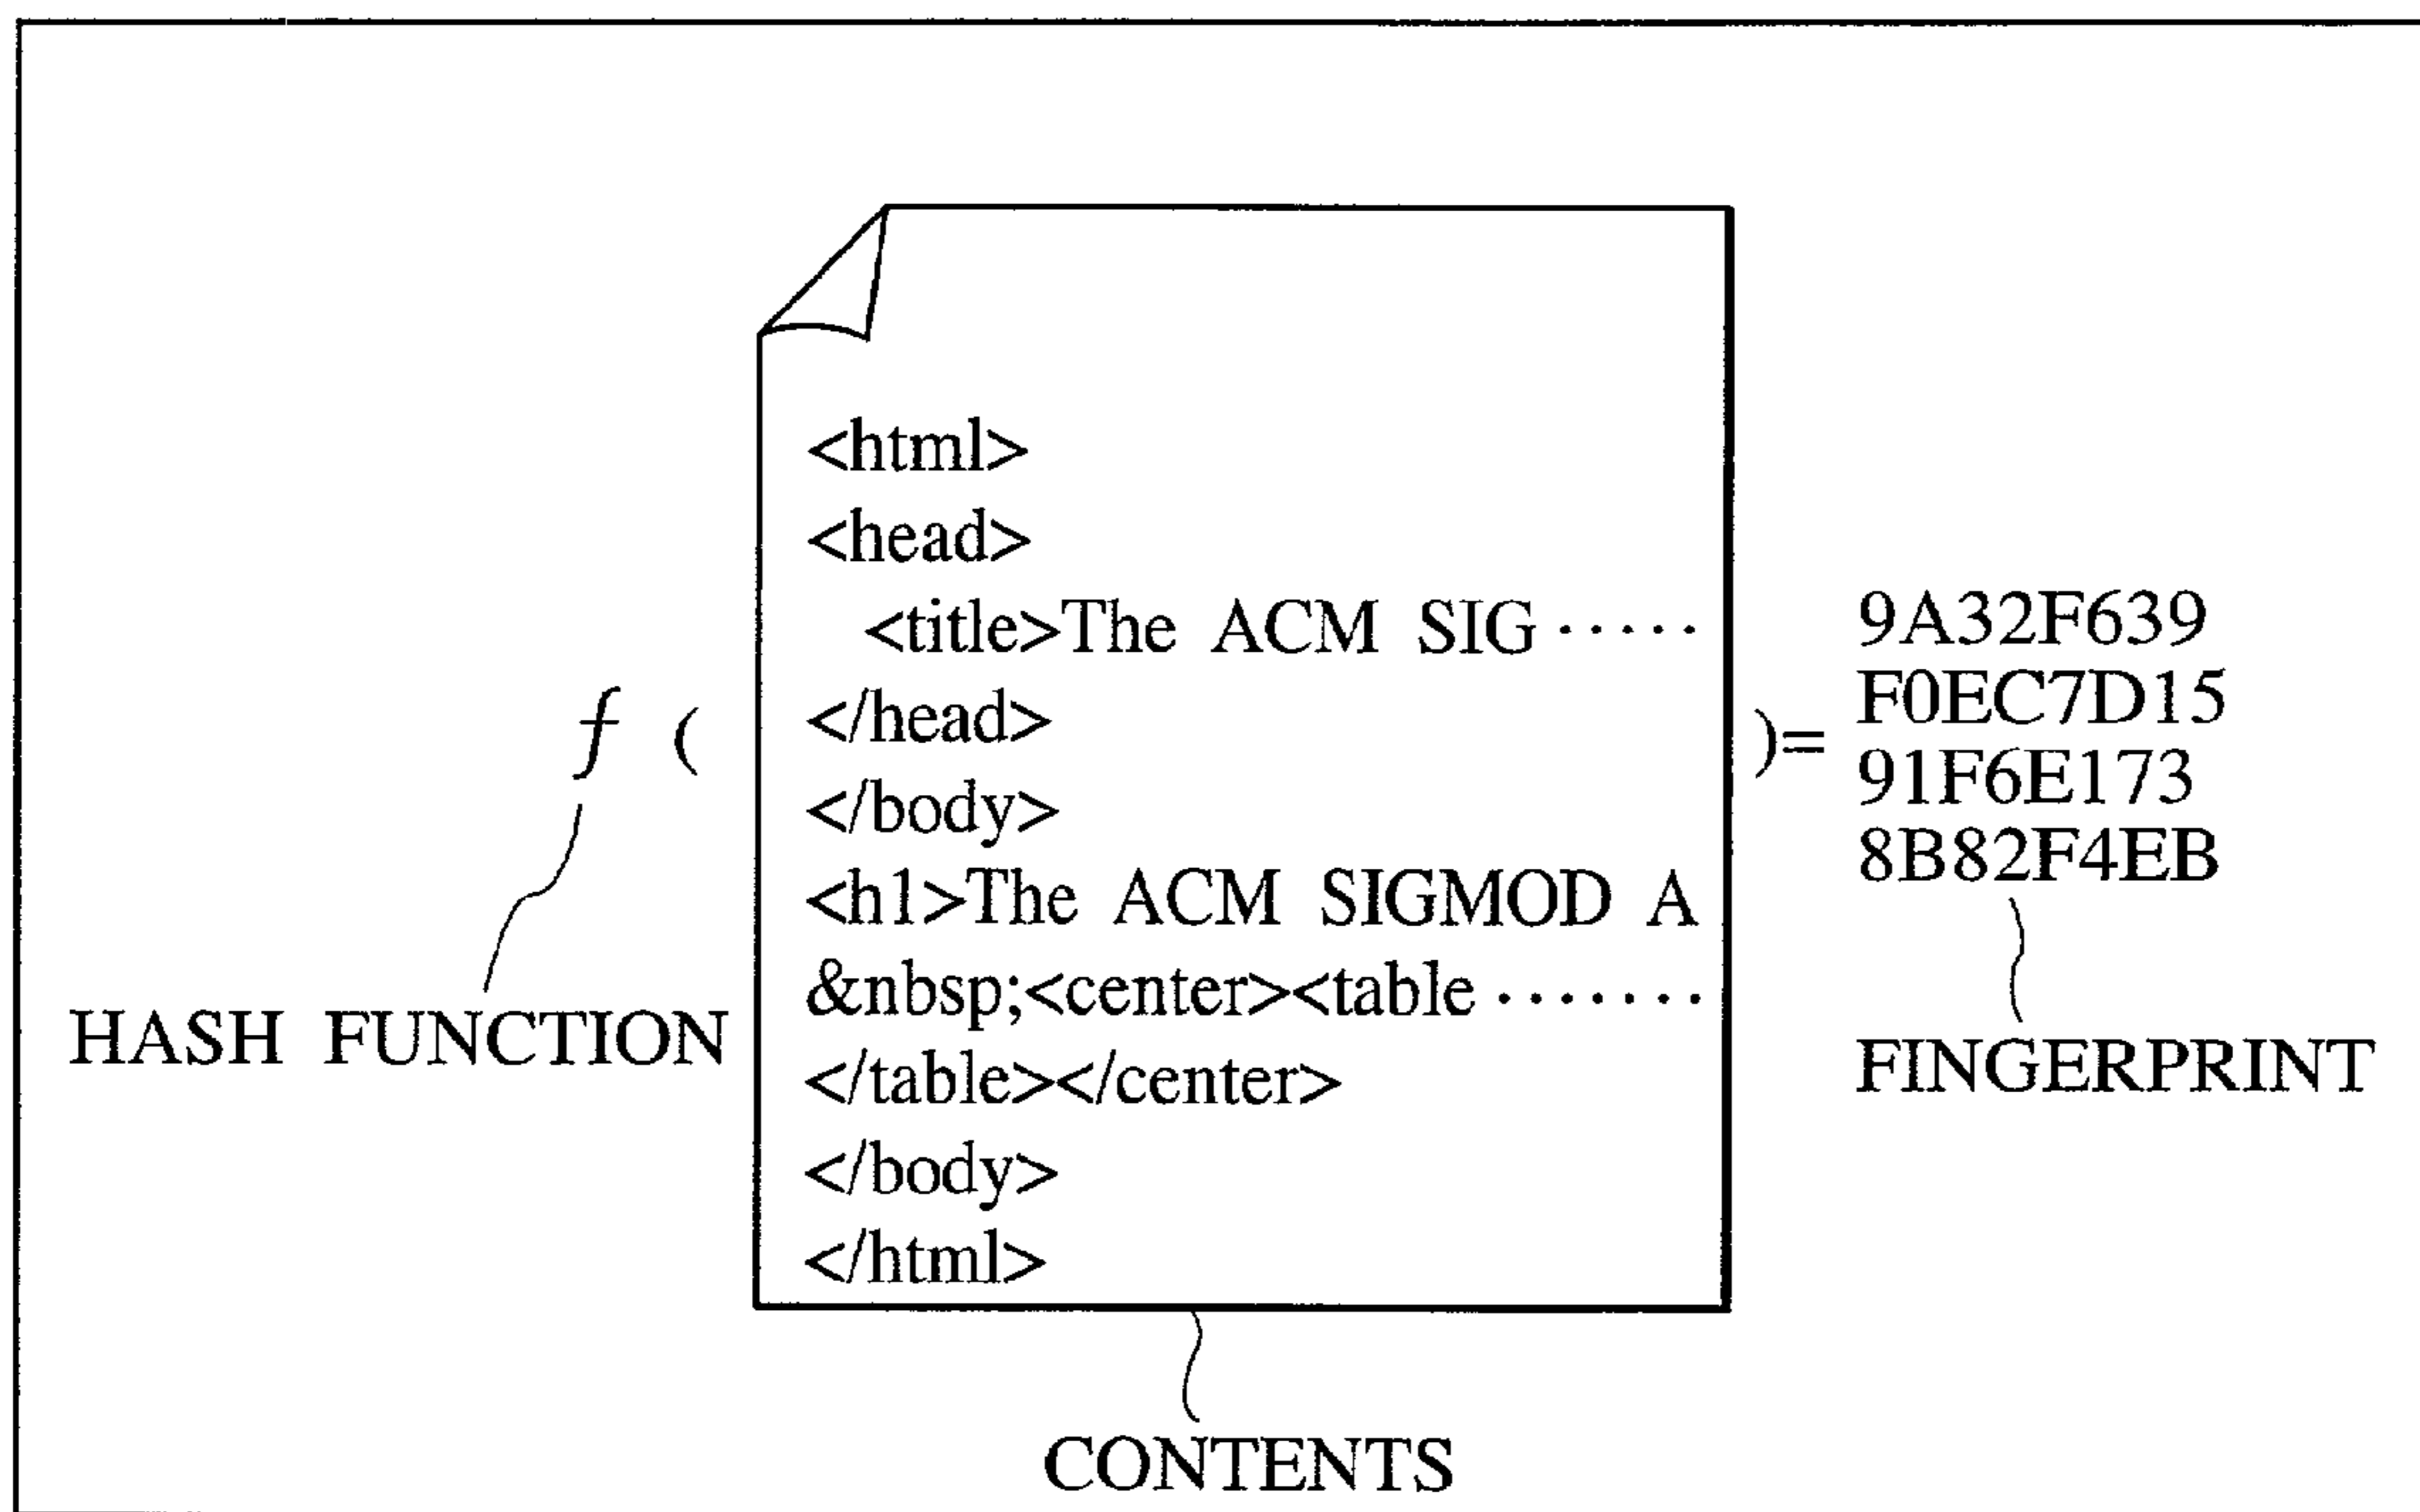 <html>
<head>
<title>The ACM SIG·····
</head>
</body>
<h1>The ACM SIGMOD A
&nbsp;<center><table·······
</table></center>
</body>
</html>
f (
)=
9A32F639
F0EC7D15
91F6E173
8B82F4EB
HASH FUNCTION
FINGERPRINT
CONTENTS